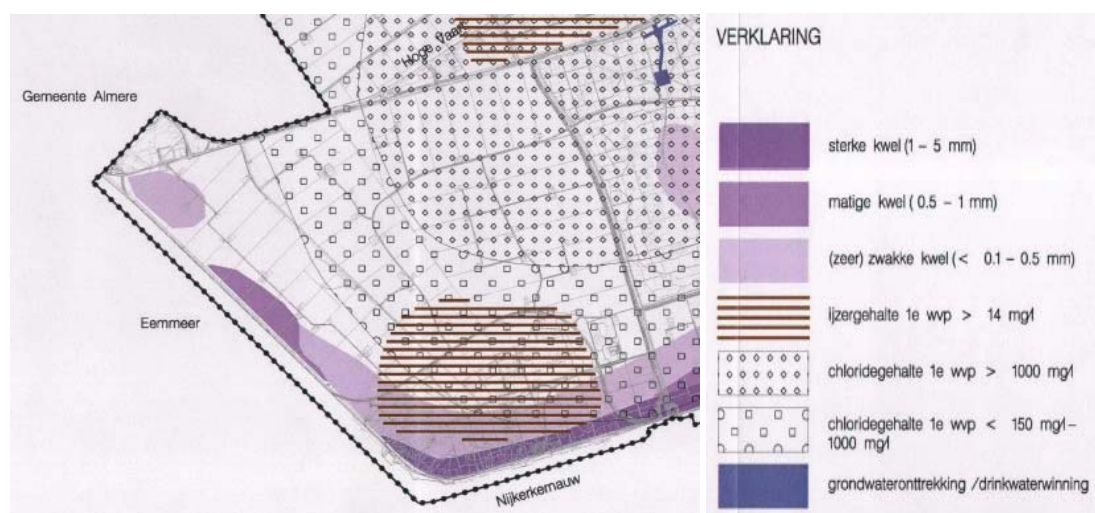 Gemeente Almere
Hoge Vaart
Eemmeer
Nijkerkernauw
VERKLARING
sterke kwel (1 - 5 mm)
matige kwel ( 0.5 - 1 mm)
(zeer) zwakke kwel (< 0.1 - 0.5 mm)
Ijzergehalte 1e wvp > 14 mg/l
chloridegehalte 1e wvp > 1000 mg/l
chloridegehalte 1e wvp < 150 mg/l-
1000 mg/l
grondwateronttrekking /drinkwaterwinning